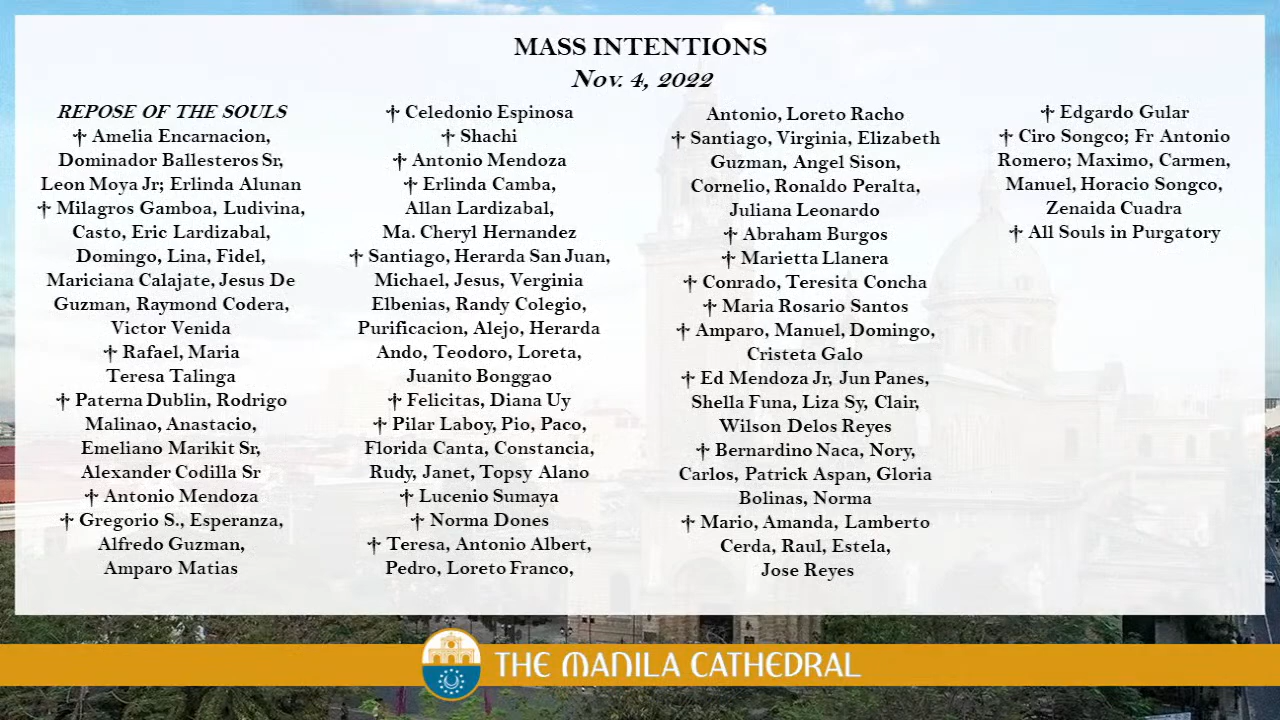 MASS INTENTIONS
Nov. 4, 2022
REPOSE OF THE SOULS
♱ Amelia Encarnacion,
Dominador Ballesteros Sr,
Leon Moya Jr; Erlinda Alunan
♱ Milagros Gamboa, Ludivina,
Casto, Eric Lardizabal,
Domingo, Lina, Fidel,
Mariciana Calajate, Jesus De
Guzman, Raymond Codera,
Victor Venida
♱ Rafael, Maria
Teresa Talinga
♱ Paterna Dublin, Rodrigo
Malinao, Anastacio,
Emeliano Marikit Sr,
Alexander Codilla Sr
♱ Antonio Mendoza
♱ Gregorio S., Esperanza,
Alfredo Guzman,
Amparo Matias
♱ Celedonio Espinosa
♱ Shachi
♱ Antonio Mendoza
♱ Erlinda Camba,
Allan Lardizabal,
Ma. Cheryl Hernandez
♱ Santiago, Herarda San Juan,
Michael, Jesus, Verginia
Elbenias, Randy Colegio,
Purificacion, Alejo, Herarda
Ando, Teodoro, Loreta,
Juanito Bonggao
♱ Felicitas, Diana Uy
♱ Pilar Laboy, Pio, Paco,
Florida Canta, Constancia,
Rudy, Janet, Topsy Alano
♱ Lucenio Sumaya
♱ Norma Dones
♱ Teresa, Antonio Albert,
Pedro, Loreto Franco,
Antonio, Loreto Racho
♱ Santiago, Virginia, Elizabeth
Guzman, Angel Sison,
Cornelio, Ronaldo Peralta,
Juliana Leonardo
♱ Abraham Burgos
♱ Marietta Llanera
♱ Conrado, Teresita Concha
♱ Maria Rosario Santos
♱ Amparo, Manuel, Domingo,
Cristeta Galo
♱ Ed Mendoza Jr, Jun Panes,
Shella Funa, Liza Sy, Clair,
Wilson Delos Reyes
♱ Bernardino Naca, Nory,
Carlos, Patrick Aspan, Gloria
Bolinas, Norma
♱ Mario, Amanda, Lamberto
Cerda, Raul, Estela,
Jose Reyes
♱ Edgardo Gular
♱ Ciro Songco; Fr Antonio
Romero; Maximo, Carmen,
Manuel, Horacio Songco,
Zenaida Cuadra
♱ All Souls in Purgatory
THE MANILA CATHEDRAL